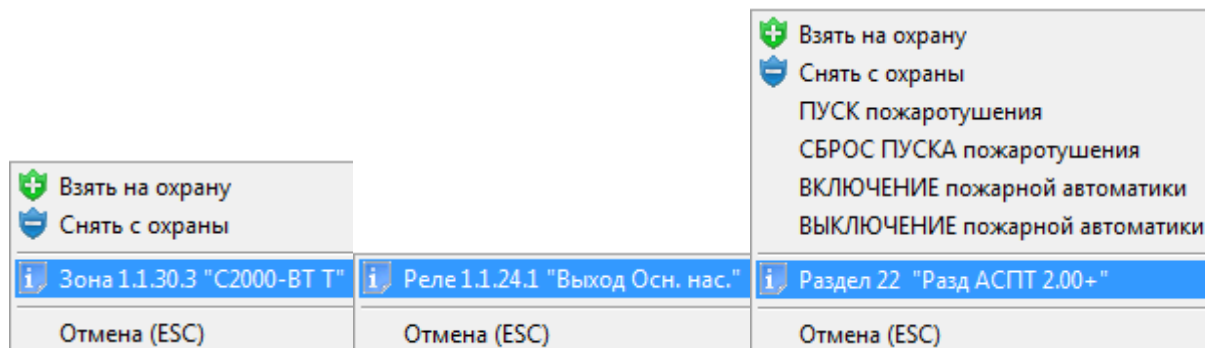 Взять на охрану
Снять с охраны
Зона 1.1.30.3 "С2000-ВТ Т"
Отмена (ESC)
Реле 1.1.24.1 "Выход Осн. нас."
Отмена (ESC)
Взять на охрану
Снять с охраны
ПУСК пожаротушения
СБРОС ПУСКА пожаротушения
ВКЛЮЧЕНИЕ пожарной автоматики
ВЫКЛЮЧЕНИЕ пожарной автоматики
Раздел 22 "Разд АСПТ 2.00+"
Отмена (ESC)